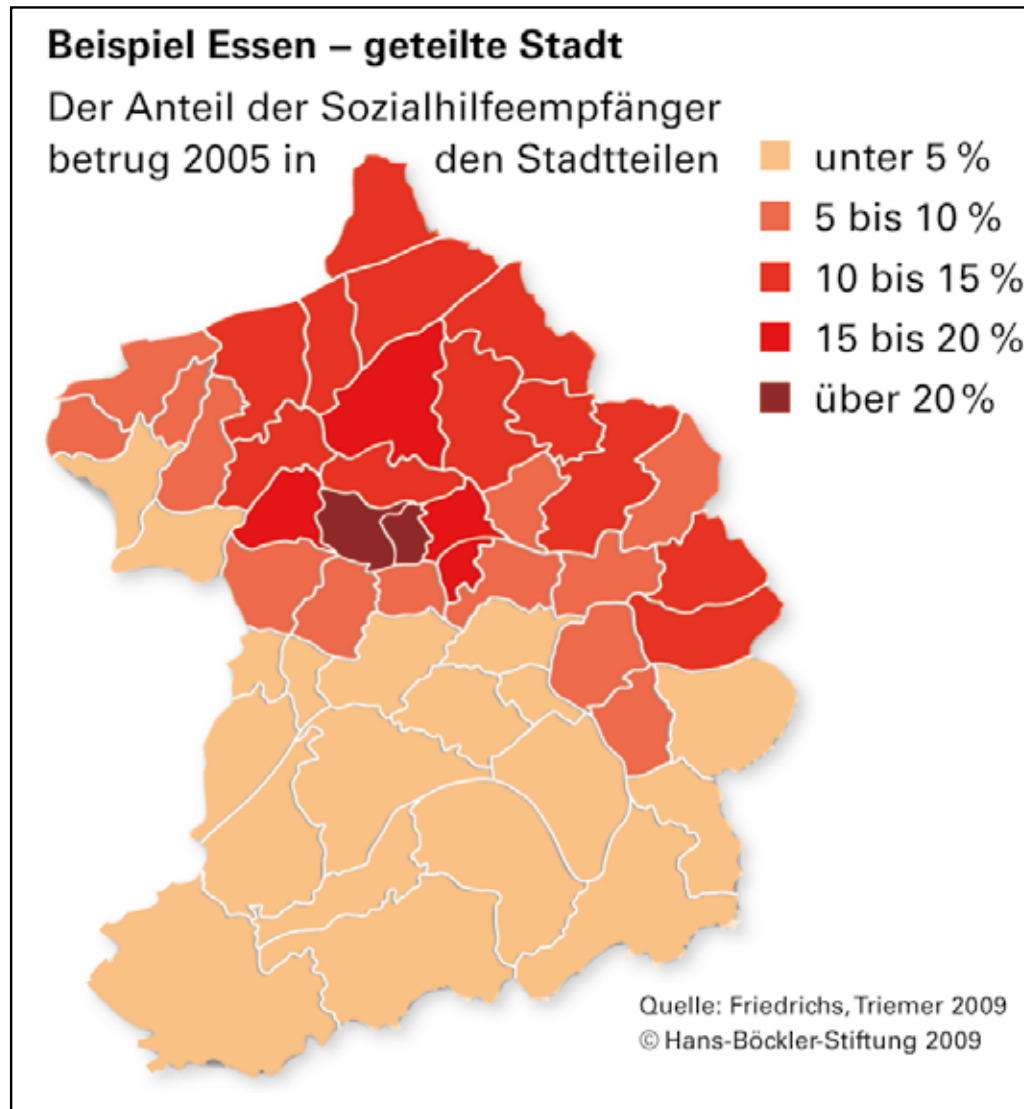 Beispiel Essen – geteilte Stadt
Der Anteil der Sozialhilfeempfänger
betrug 2005 in den Stadtteilen
unter 5 %
5 bis 10 %
10 bis 15 %
15 bis 20 %
über 20 %
Quelle: Friedrichs, Triemer 2009
© Hans-Böckler-Stiftung 2009